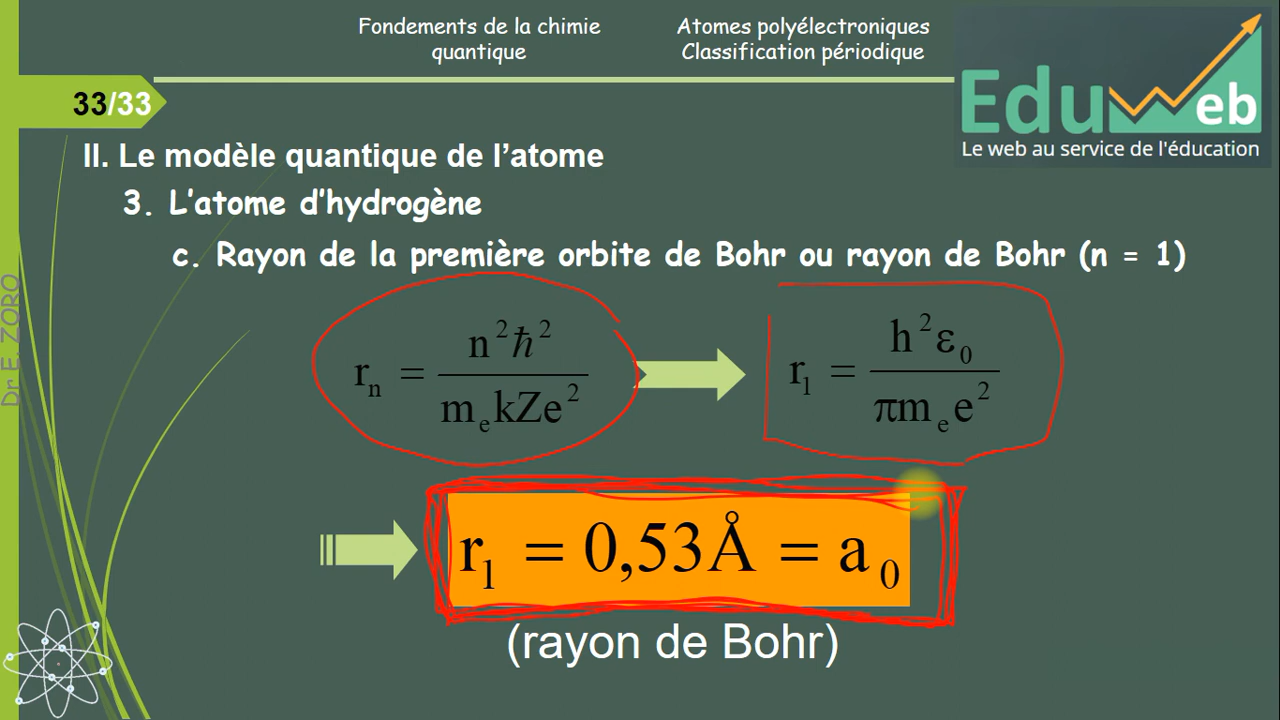 Fondements de la chimie
quantique
Atomes polyélectroniques
Classification périodique
Eduweb
Le web au service de l'éducation
33/33
II. Le modèle quantique de l’atome
3. L’atome d’hydrogène
c. Rayon de la première orbite de Bohr ou rayon de Bohr (n = 1)
rₙ = n²ℏ² / mₑkZe²
r₁ = h²ε₀ / πmₑe²
r₁ = 0,53Å = a₀
(rayon de Bohr)
Dr E. ZORO